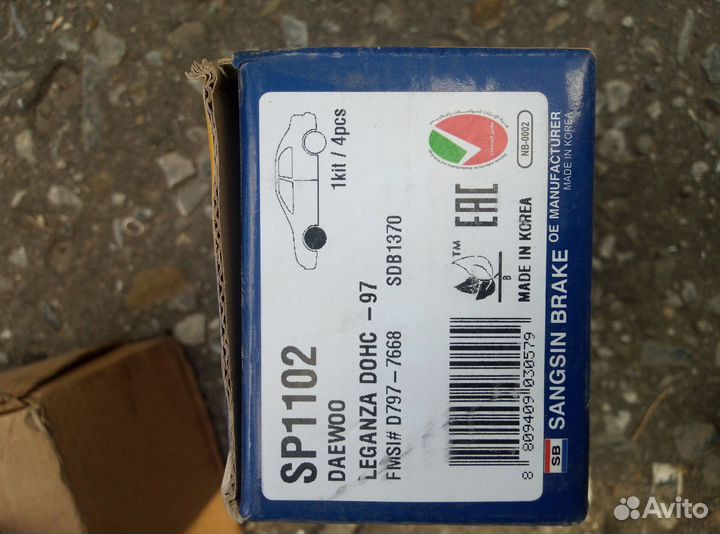 SP1102
1kit / 4pcs
DAEWOO
LEGANZA DOHC -97
FMSI# D797-7668 SDB1370
NB-0002
EAC
TM
B
MADE IN KOREA
8 809409 030579
SB SANGSIN BRAKE
OE MANUFACTURER
MADE IN KOREA
Avito